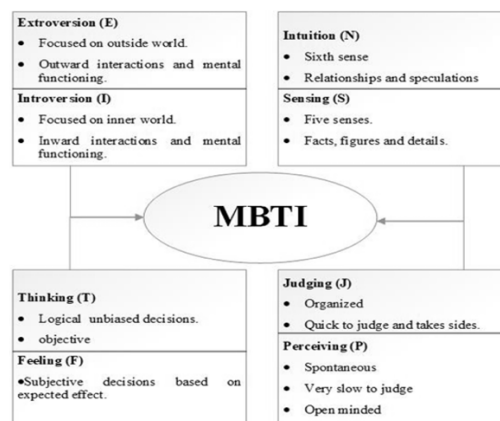 Extroversion (E)
• Focused on outside world.
• Outward interactions and mental
functioning.
Introversion (I)
• Focused on inner world.
• Inward interactions and mental
functioning.
Intuition (N)
• Sixth sense
• Relationships and speculations
Sensing (S)
• Five senses.
• Facts, figures and details.
MBTI
Thinking (T)
• Logical unbiased decisions.
• objective
Feeling (F)
•Subjective decisions based on
expected effect.
Judging (J)
• Organized
• Quick to judge and takes sides.
Perceiving (P)
• Spontaneous
• Very slow to judge
• Open minded